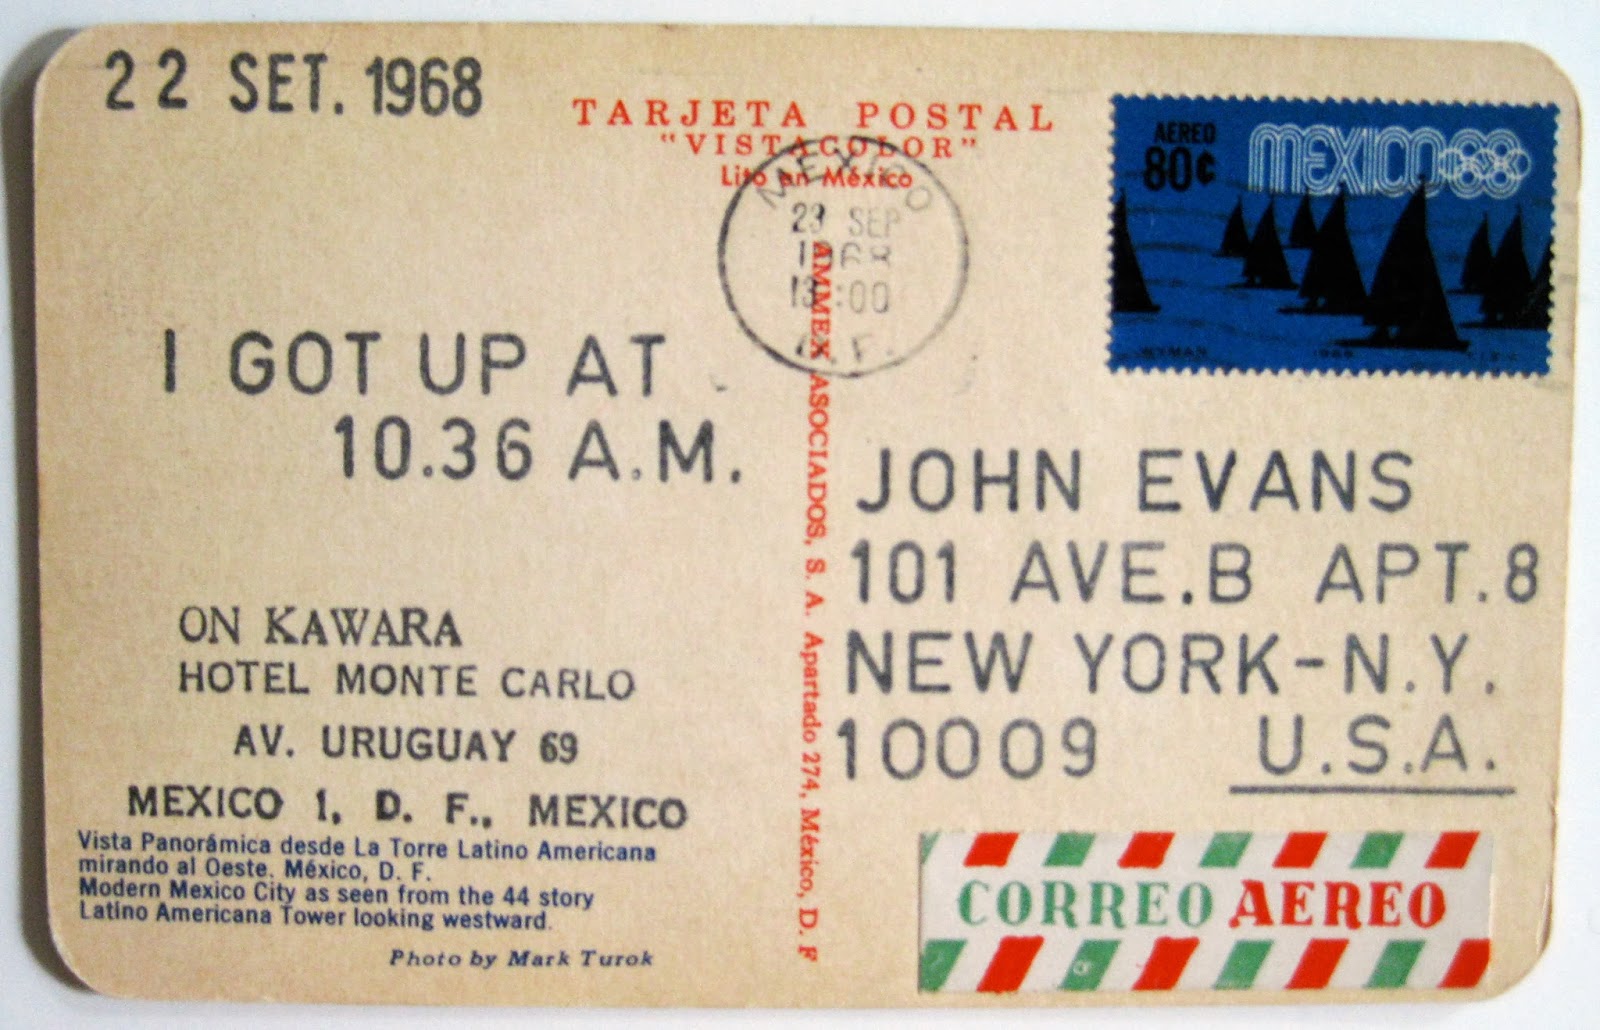 22 SET. 1968
TARJETA POSTAL
"VISTACOLOR"
Lito en México
MEXICO
23 SEP
1968
13:00
D.F.
AEREO
80¢
MEXICO68
WYMAN 1968
I GOT UP AT
10.36 A.M.
ON KAWARA
HOTEL MONTE CARLO
AV. URUGUAY 69
MEXICO 1, D. F., MEXICO
Vista Panorámica desde La Torre Latino Americana
mirando al Oeste. México, D. F.
Modern Mexico City as seen from the 44 story
Latino Americana Tower looking westward.
Photo by Mark Turok
AMMEX ASOCIADOS, S. A. Apartado 274, México, D. F
JOHN EVANS
101 AVE.B APT.8
NEW YORK-N.Y.
10009 U.S.A.
CORREO AEREO